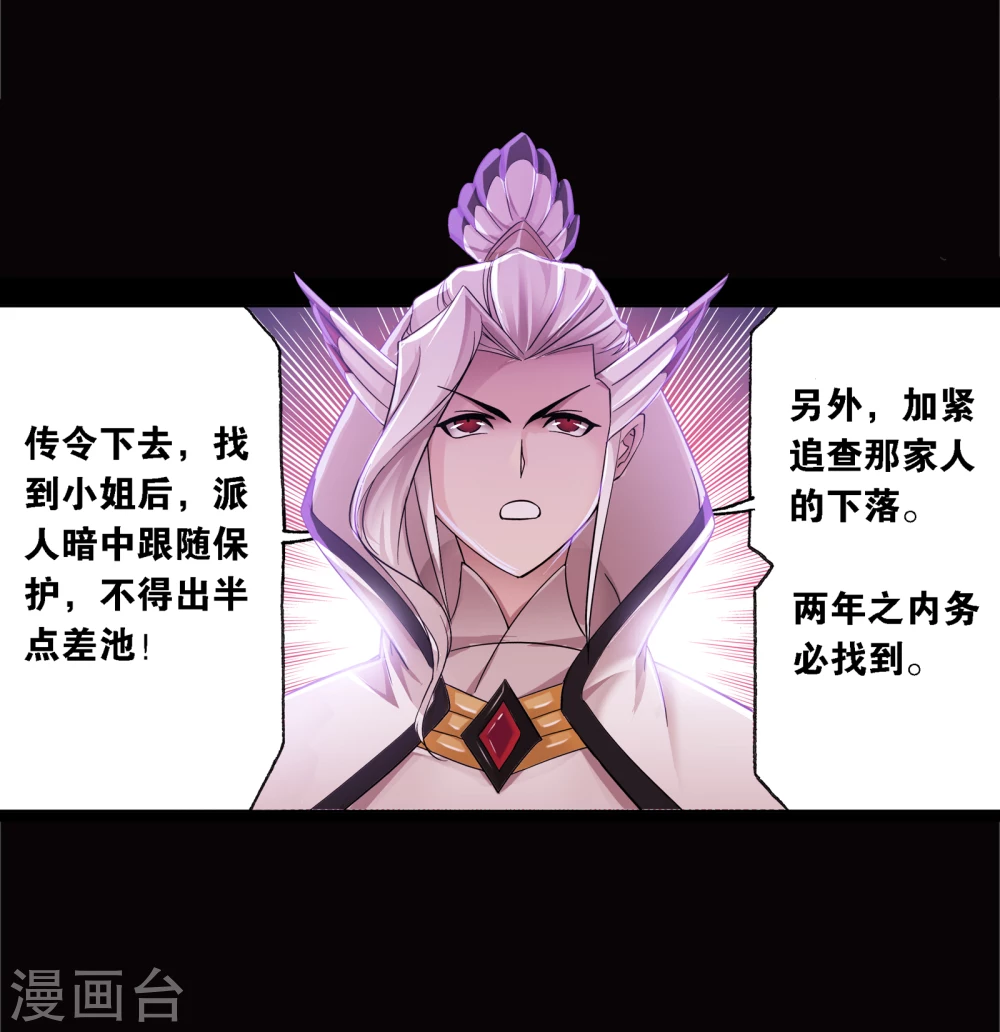 传令下去，找
到小姐后，派
人暗中跟随保
护，不得出半
点差池！
另外，加紧
追查那家人
的下落。
两年之内务
必找到。
漫画台